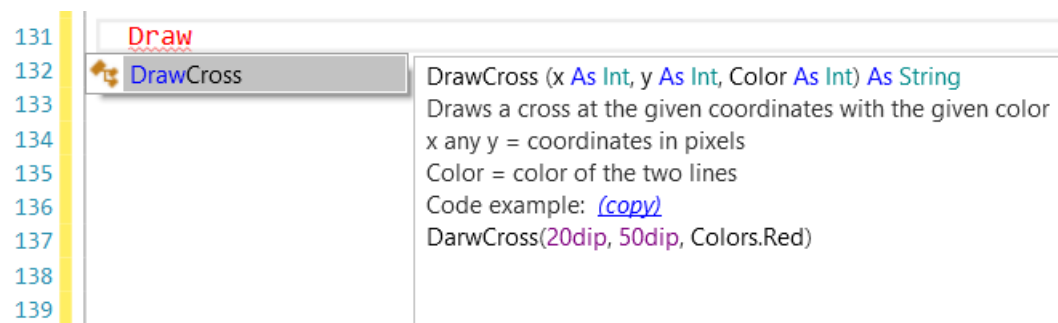 131 Draw
132 DrawCross DrawCross (x As Int, y As Int, Color As Int) As String
133 Draws a cross at the given coordinates with the given color
134 x any y = coordinates in pixels
135 Color = color of the two lines
136 Code example: (copy)
137 DarwCross(20dip, 50dip, Colors.Red)
138
139